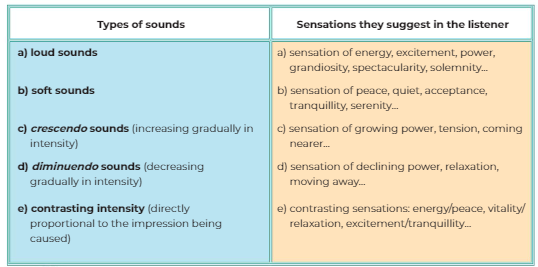 Types of sounds
Sensations they suggest in the listener
a) loud sounds
a) sensation of energy, excitement, power,
grandiosity, spectacularity, solemnity...
b) soft sounds
b) sensation of peace, quiet, acceptance,
tranquillity, serenity...
c) crescendo sounds (increasing gradually in
intensity)
c) sensation of growing power, tension, coming
nearer...
d) diminuendo sounds (decreasing
gradually in intensity)
d) sensation of declining power, relaxation,
moving away...
e) contrasting intensity (directly
proportional to the impression being
caused)
e) contrasting sensations: energy/peace, vitality/
relaxation, excitement/tranquillity...